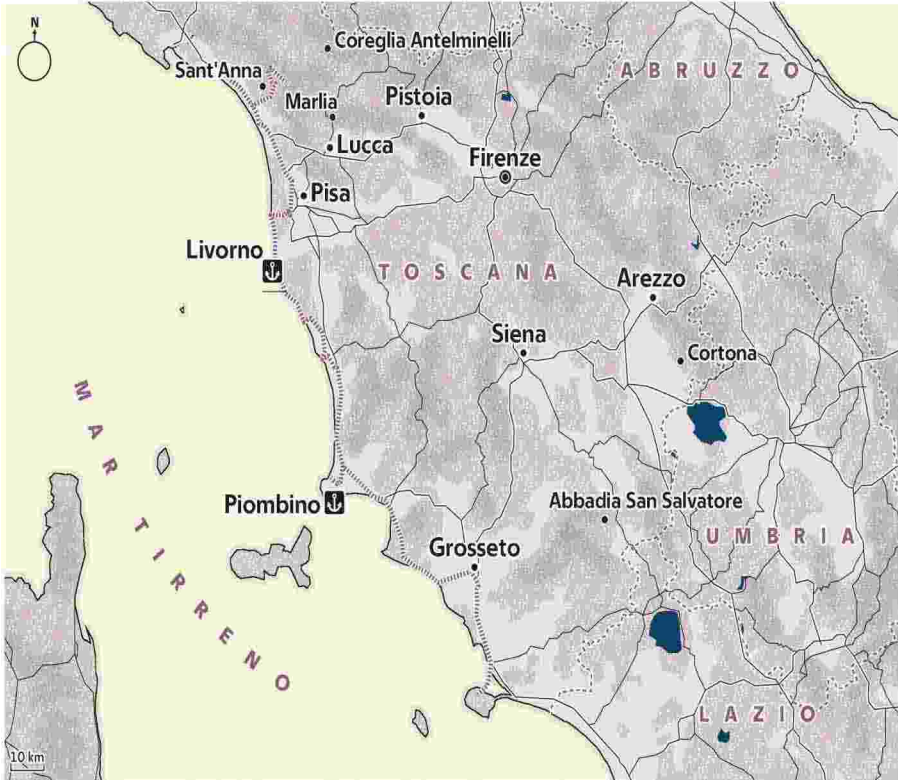 N
Coreglia Antelminelli
ABRUZZO
Sant'Anna
Marlia
Pistoia
Lucca
Firenze
Pisa
Livorno
TOSCANA
Arezzo
Siena
Cortona
MAR TIRRENO
Piombino
Abbadia San Salvatore
UMBRIA
Grosseto
LAZIO
10 km